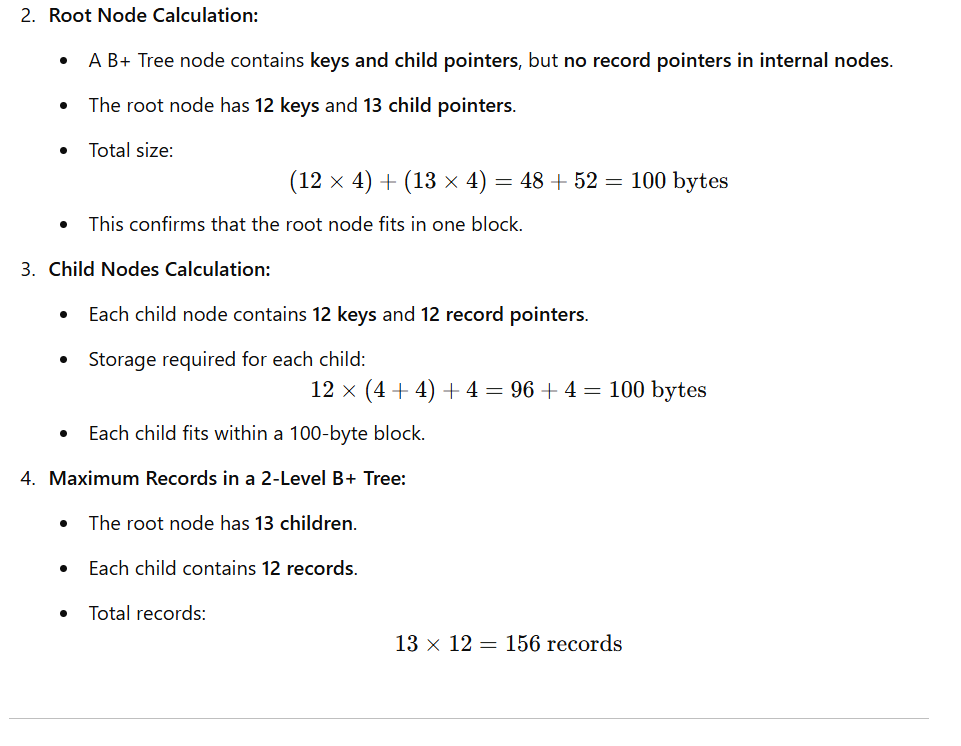 2. Root Node Calculation:
• A B+ Tree node contains keys and child pointers, but no record pointers in internal nodes.
• The root node has 12 keys and 13 child pointers.
• Total size:
(12 × 4) + (13 × 4) = 48 + 52 = 100 bytes
• This confirms that the root node fits in one block.
3. Child Nodes Calculation:
• Each child node contains 12 keys and 12 record pointers.
• Storage required for each child:
12 × (4 + 4) + 4 = 96 + 4 = 100 bytes
• Each child fits within a 100-byte block.
4. Maximum Records in a 2-Level B+ Tree:
• The root node has 13 children.
• Each child contains 12 records.
• Total records:
13 × 12 = 156 records